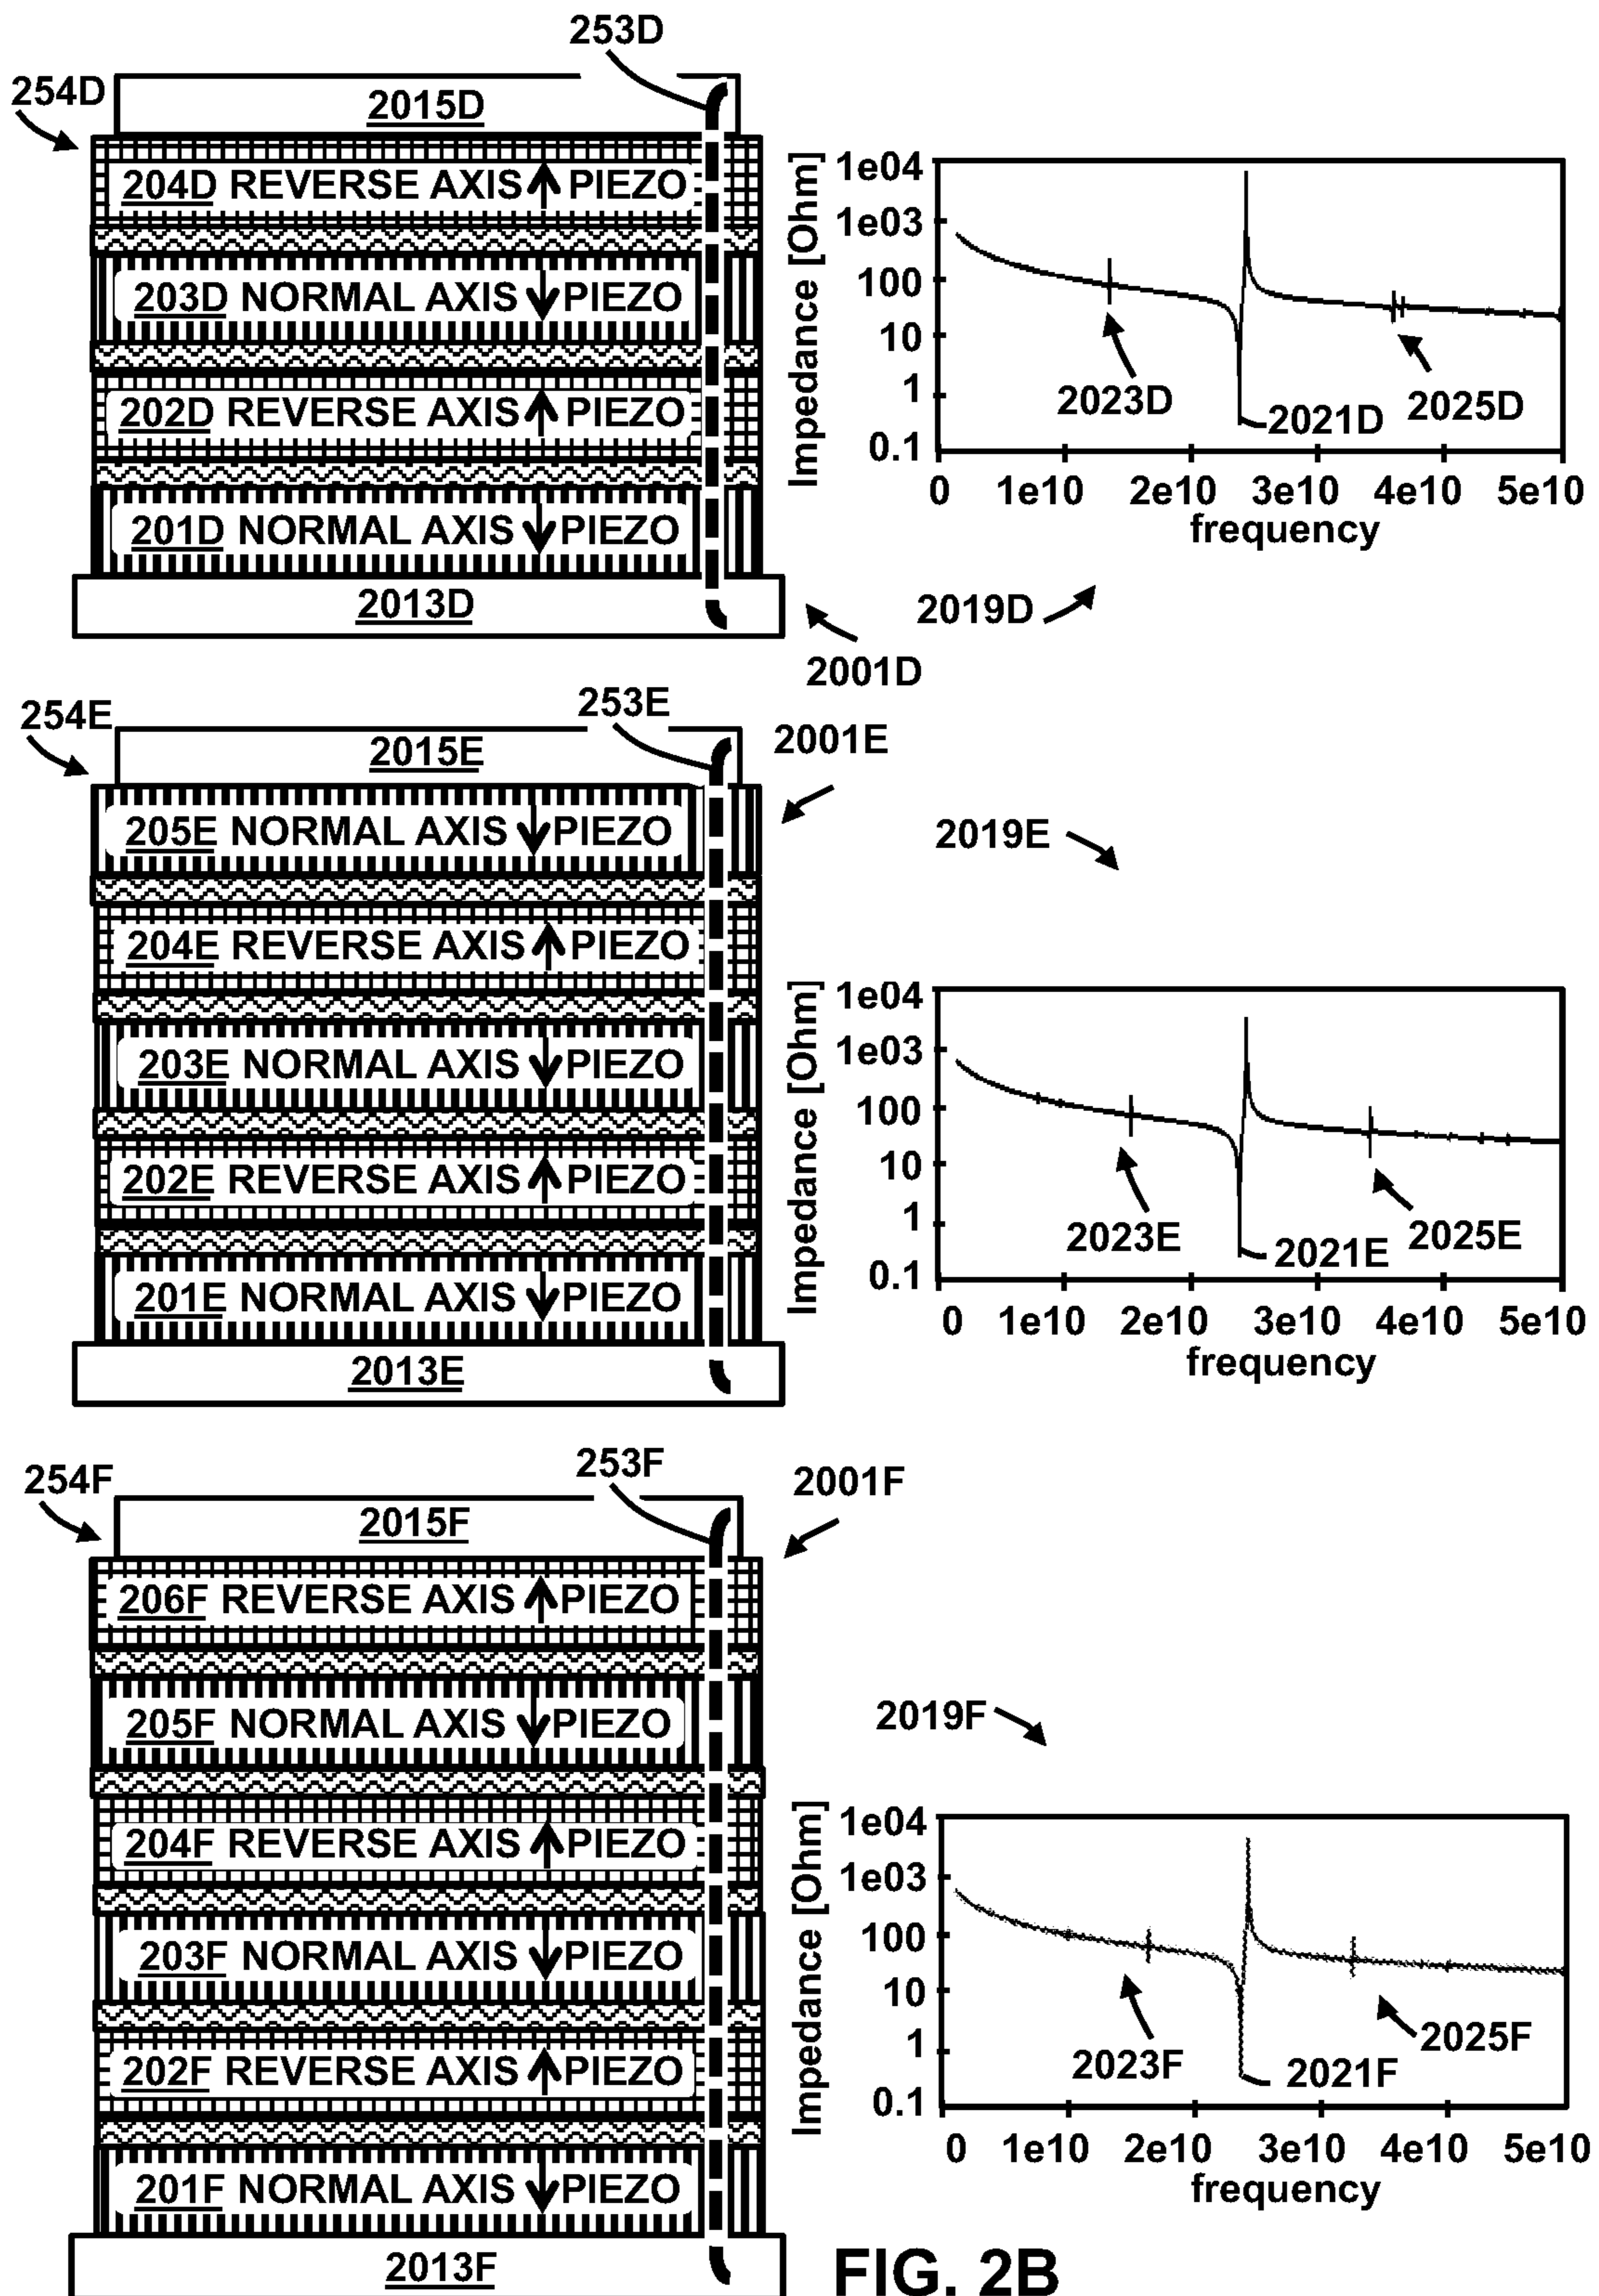 253D
254D
2015D
204D REVERSE AXIS PIEZO
203D NORMAL AXIS PIEZO
202D REVERSE AXIS PIEZO
201D NORMAL AXIS PIEZO
2013D
2001D
Impedance [Ohm]
1e04
1e03
100
10
1
0.1
2023D
2021D
2025D
0 1e10 2e10 3e10 4e10 5e10
frequency
2019D
253E
254E
2015E
2001E
205E NORMAL AXIS PIEZO
204E REVERSE AXIS PIEZO
203E NORMAL AXIS PIEZO
202E REVERSE AXIS PIEZO
201E NORMAL AXIS PIEZO
2013E
2019E
Impedance [Ohm]
1e04
1e03
100
10
1
0.1
2023E
2021E
2025E
0 1e10 2e10 3e10 4e10 5e10
frequency
253F
254F
2015F
2001F
206F REVERSE AXIS PIEZO
205F NORMAL AXIS PIEZO
204F REVERSE AXIS PIEZO
203F NORMAL AXIS PIEZO
202F REVERSE AXIS PIEZO
201F NORMAL AXIS PIEZO
2013F
2019F
Impedance [Ohm]
1e04
1e03
100
10
1
0.1
2023F
2021F
2025F
0 1e10 2e10 3e10 4e10 5e10
frequency
FIG. 2B